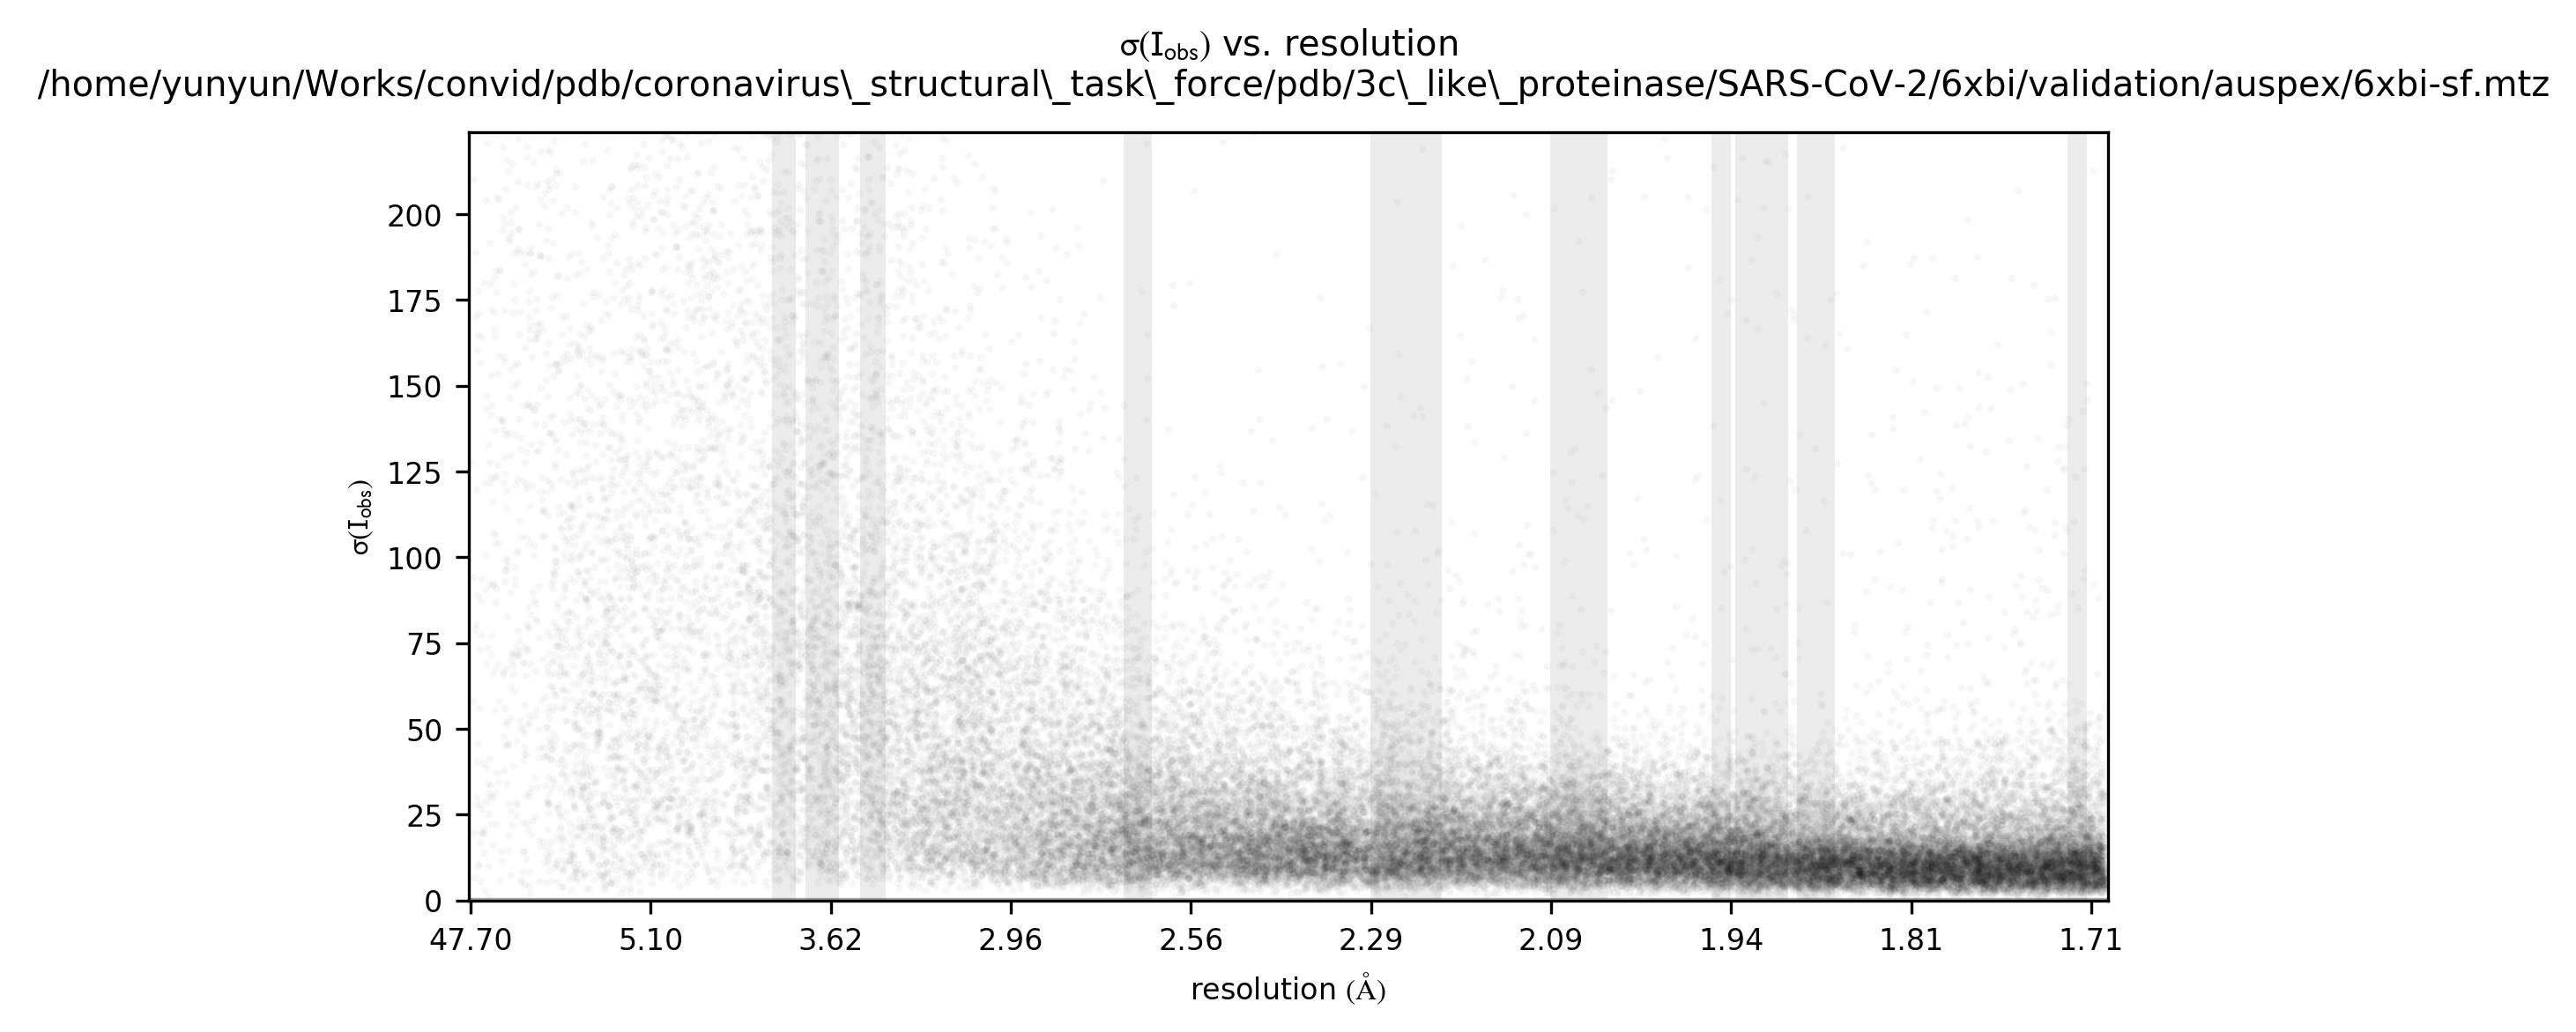 σ(I_obs) vs. resolution
/home/yunyun/Works/convid/pdb/coronavirus\_structural\_task\_force/pdb/3c\_like\_proteinase/SARS-CoV-2/6xbi/validation/auspex/6xbi-sf.mtz
200
175
150
125
100
75
50
25
0
σ(I_obs)
47.70 5.10 3.62 2.96 2.56 2.29 2.09 1.94 1.81 1.71
resolution (Å)